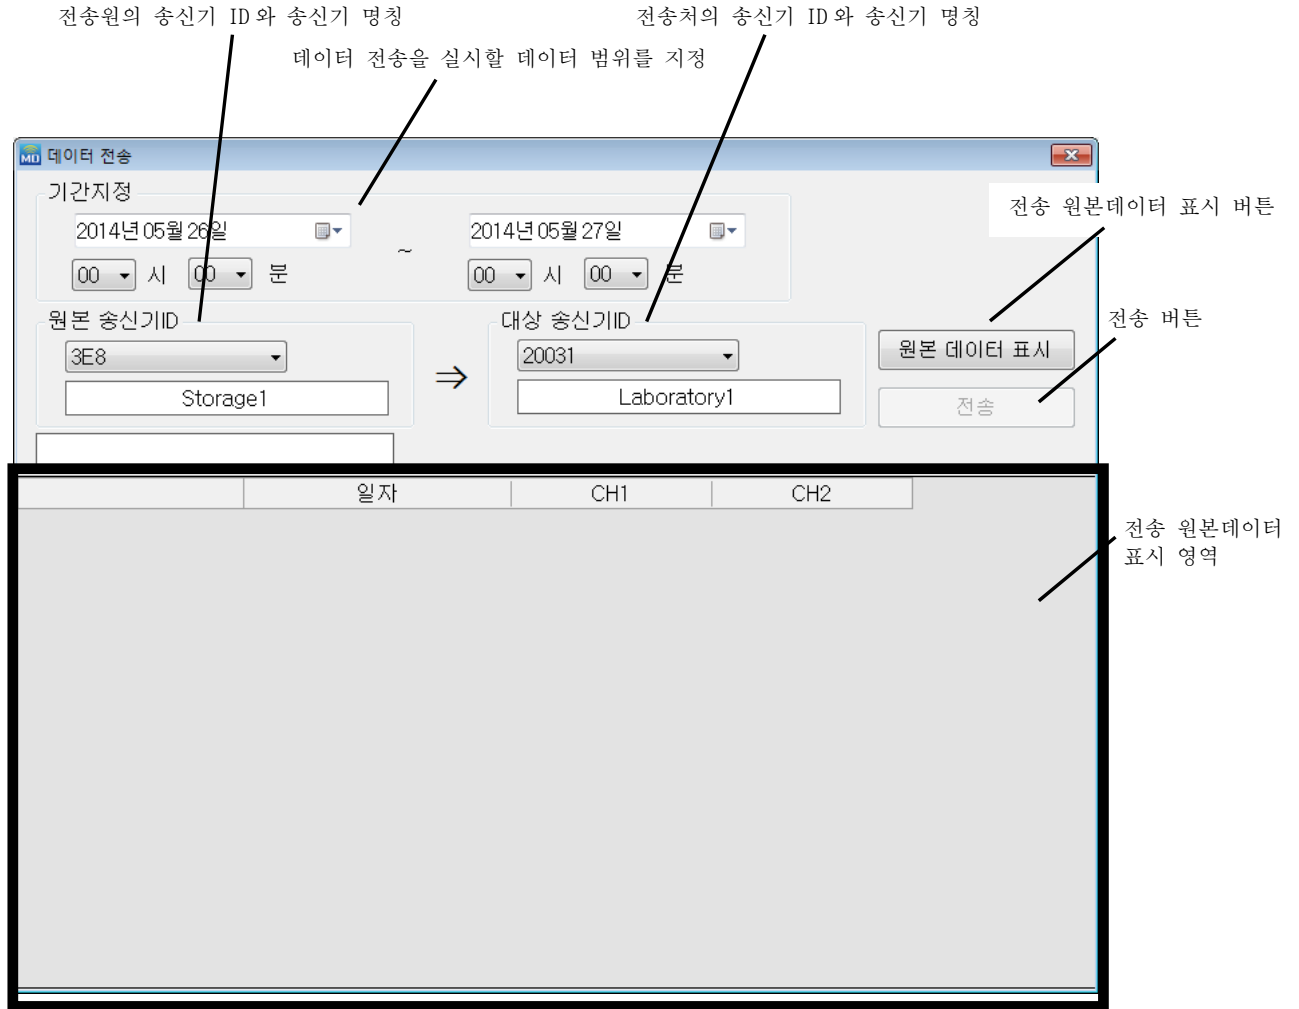 전송원의 송신기 ID와 송신기 명칭
전송처의 송신기 ID와 송신기 명칭
데이터 전송을 실시할 데이터 범위를 지정
MD 데이터 전송
기간지정
전송 원본데이터 표시 버튼
2014년 05월 26일 ~ 2014년 05월 27일
00 시 00 분 00 시 00 분
원본 송신기ID
대상 송신기ID
전송 버튼
3E8 ⇒ 20031
원본 데이터 표시
Storage1
Laboratory1
전송
일자 CH1 CH2
전송 원본데이터
표시 영역